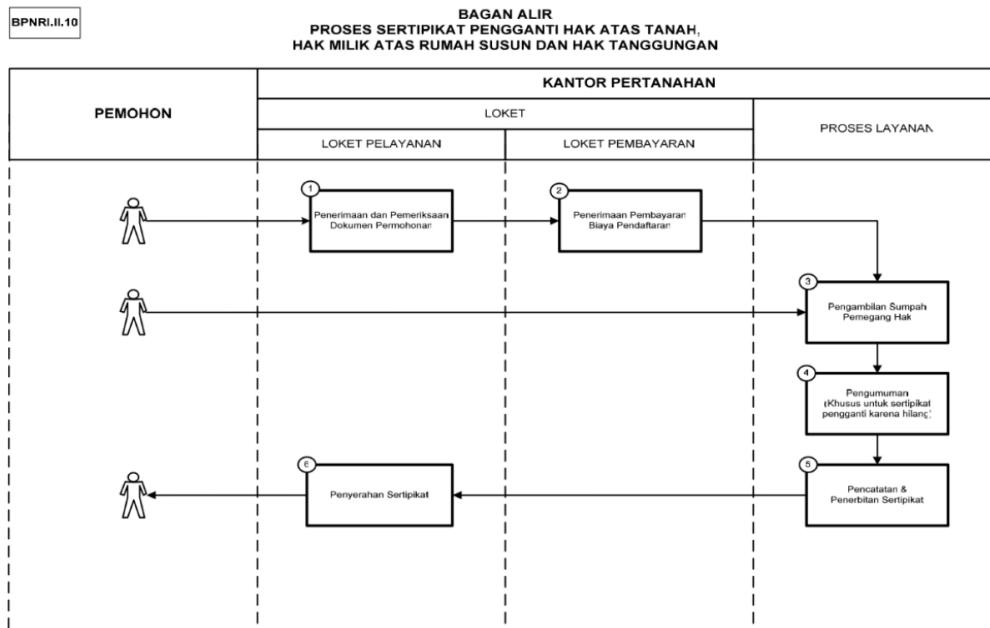 BPNRI.II.10
BAGAN ALIR
PROSES SERTIPIKAT PENGGANTI HAK ATAS TANAH,
HAK MILIK ATAS RUMAH SUSUN DAN HAK TANGGUNGAN
PEMOHON
KANTOR PERTANAHAN
LOKET
PROSES LAYANAN
LOKET PELAYANAN
LOKET PEMBAYARAN
1
Penerimaan dan Pemeriksaan
Dokumen Permohonan
2
Penerimaan Pembayaran
Biaya Pendaftaran
3
Pengambilan Sumpah
Pemegang Hak
4
Pengumuman
(Khusus untuk sertipikat
pengganti karena hilang)
5
Pencatatan &
Penerbitan Sertipikat
6
Penyerahan Sertipikat